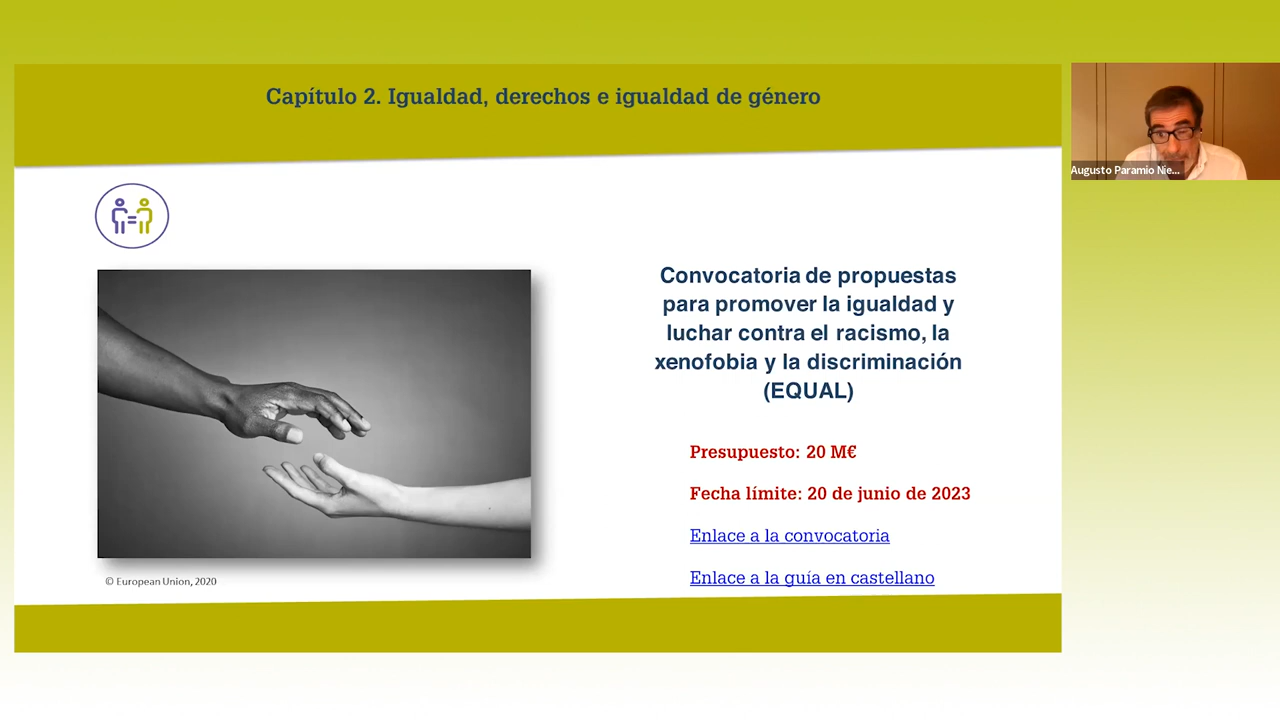 Capítulo 2. Igualdad, derechos e igualdad de género
Augusto Paramio Nie...
Convocatoria de propuestas
para promover la igualdad y
luchar contra el racismo, la
xenofobia y la discriminación
(EQUAL)
Presupuesto: 20 M€
Fecha límite: 20 de junio de 2023
Enlace a la convocatoria
Enlace a la guía en castellano
© European Union, 2020